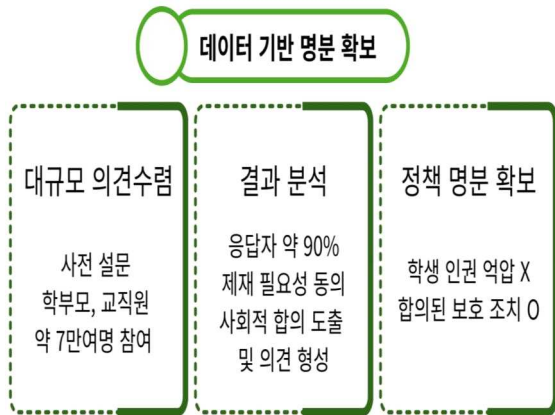 데이터 기반 명분 확보
대규모 의견수렴
사전 설문
학부모, 교직원
약 7만여명 참여
결과 분석
응답자 약 90%
제재 필요성 동의
사회적 합의 도출
및 의견 형성
정책 명분 확보
학생 인권 억압 X
합의된 보호 조치 O